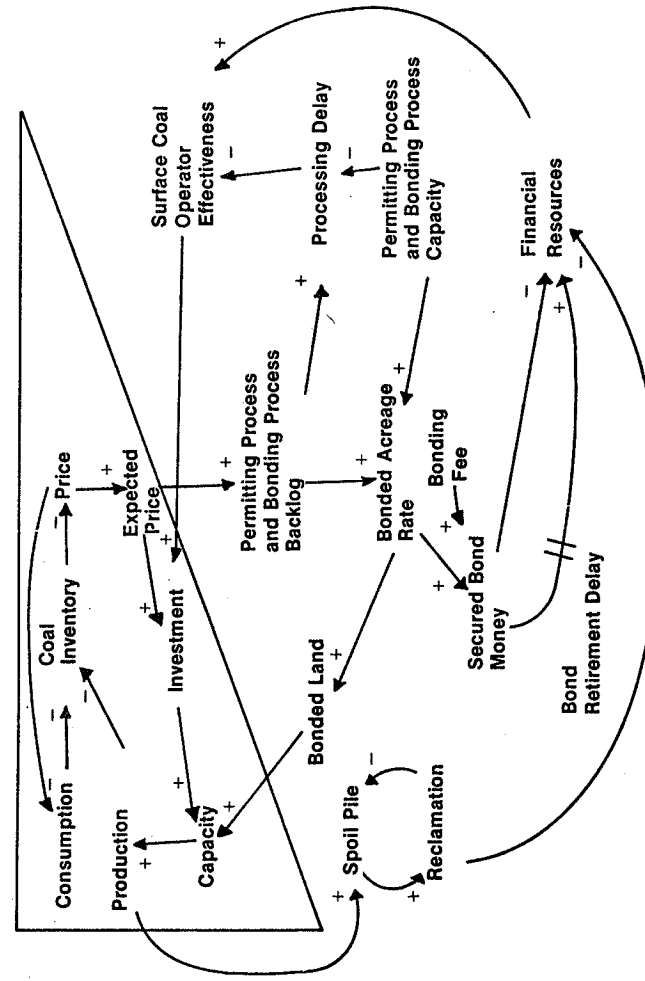 Consumption
Coal
Inventory
Price
Production
Expected
Price
Capacity
Investment
Surface Coal
Operator
Effectiveness
Permitting Process
and Bonding Process
Backlog
Processing Delay
Spoil Pile
Bonded Land
Bonded Acreage
Rate
Permitting Process
and Bonding Process
Capacity
Reclamation
Bonding
Fee
Secured Bond
Money
Financial
Resources
Bond
Retirement Delay